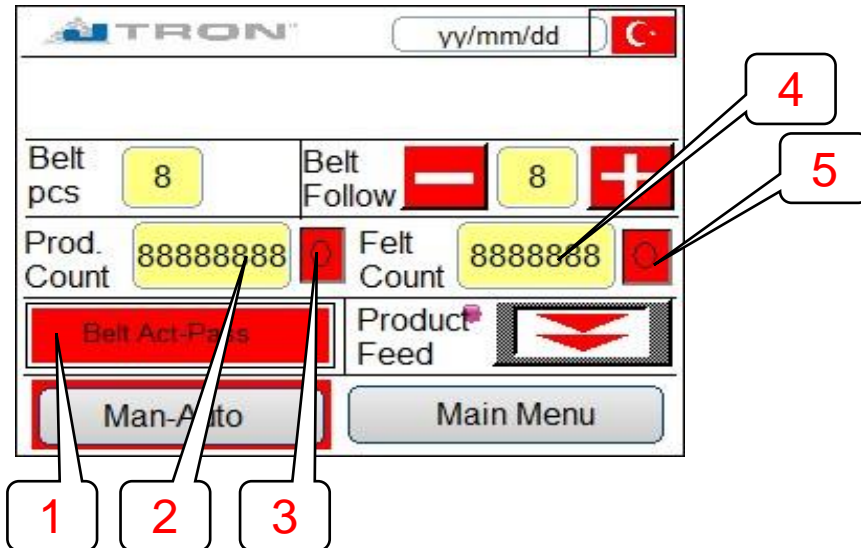 TRON
yy/mm/dd
4
Belt pcs
8
Belt Follow
8
5
Prod. Count
88888888
Felt Count
8888888
Belt Act-Pass
Product Feed
Man-Auto
Main Menu
1
2
3